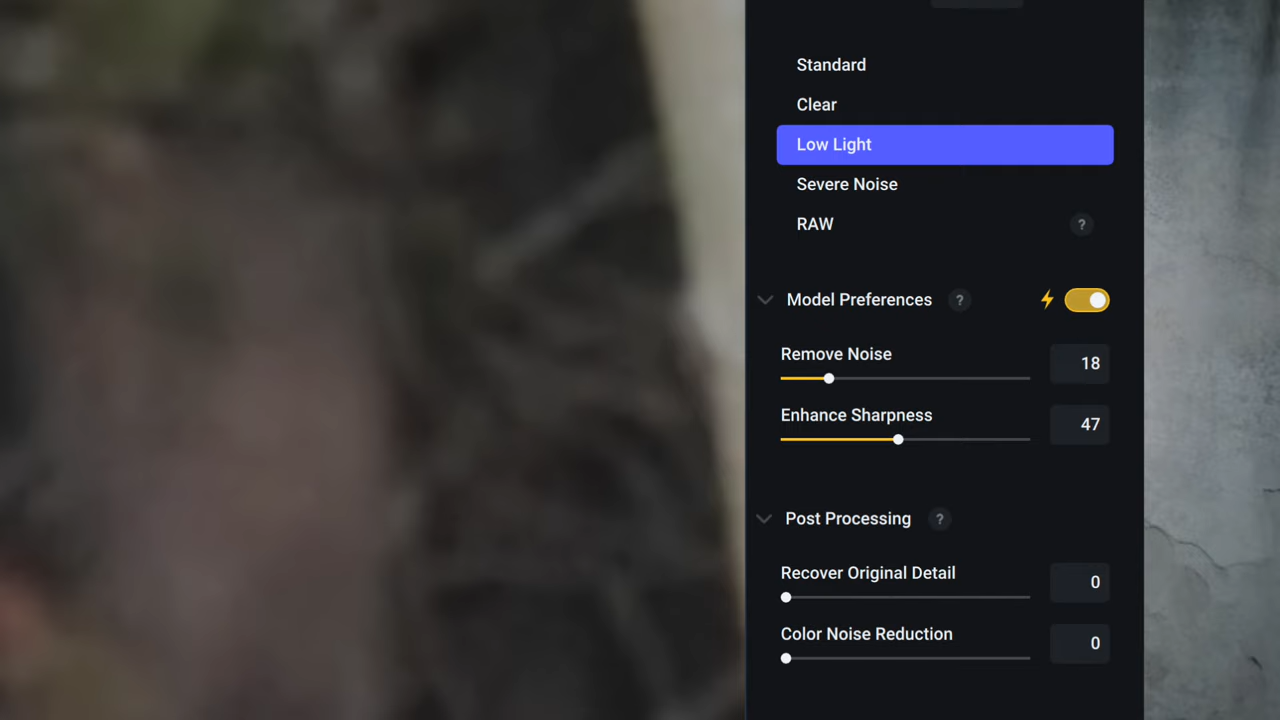 Standard
Clear
Low Light
Severe Noise
RAW ?
Model Preferences ?
Remove Noise 18
Enhance Sharpness 47
Post Processing ?
Recover Original Detail 0
Color Noise Reduction 0